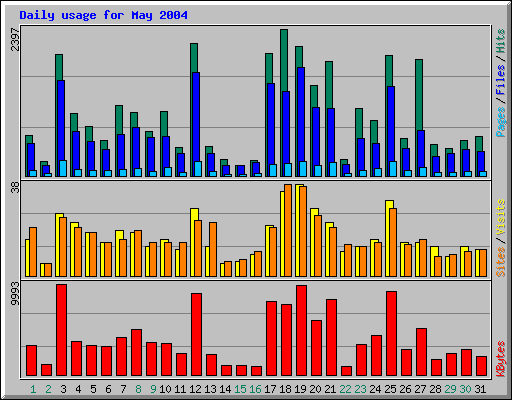 Daily usage for May 2004
2397
Pages / Files / Hits
38
Sites / Visits
9993
KBytes
1 2 3 4 5 6 7 8 9 10 11 12 13 14 15 16 17 18 19 20 21 22 23 24 25 26 27 28 29 30 31